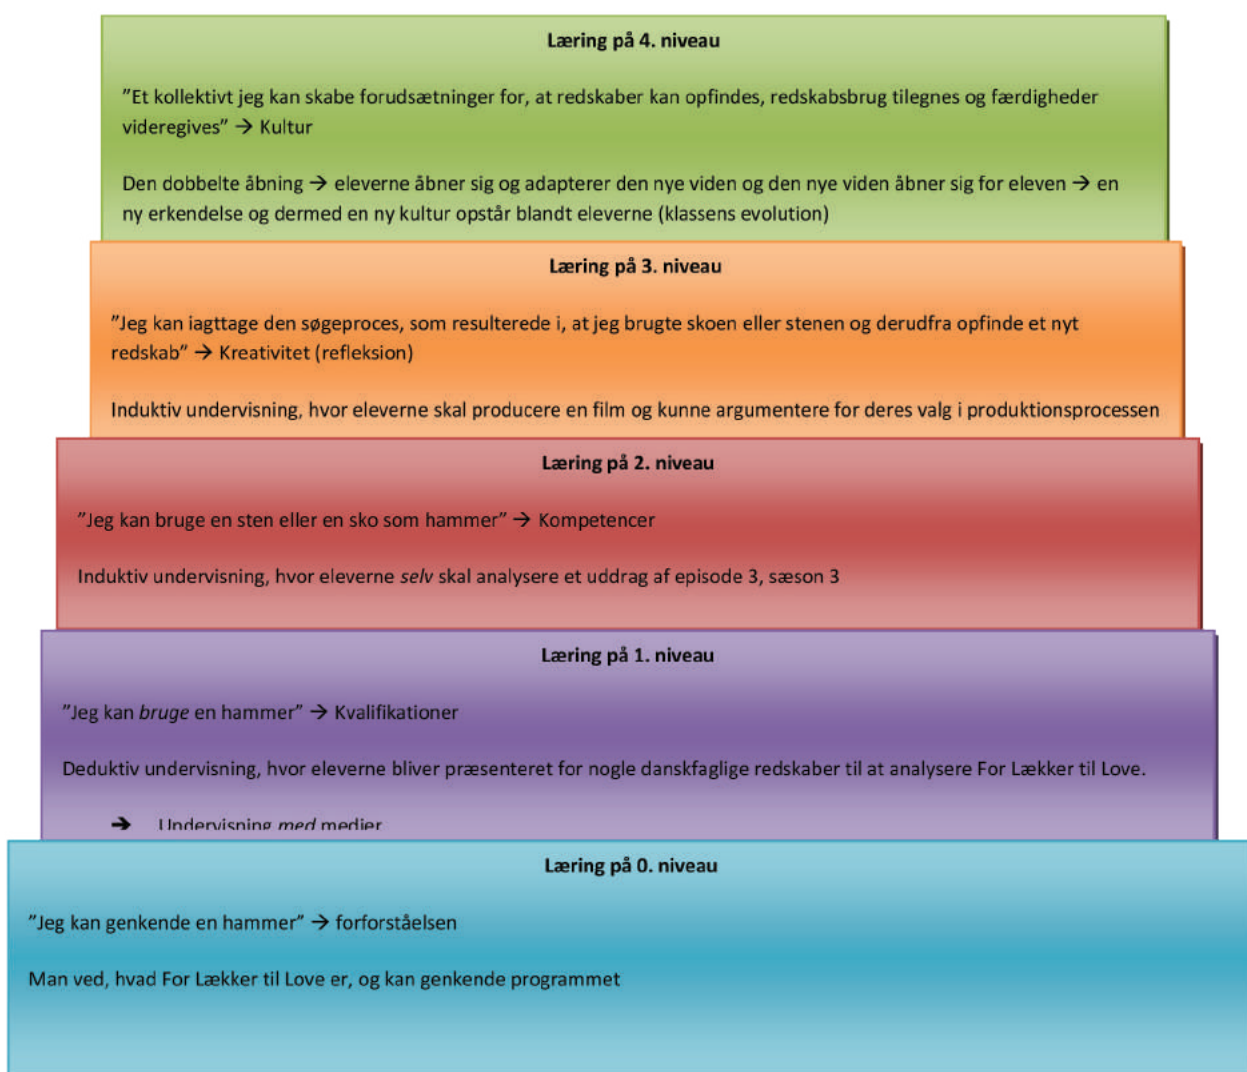 Læring på 4. niveau
”Et kollektivt jeg kan skabe forudsætninger for, at redskaber kan opfindes, redskabsbrug tilegnes og færdigheder
videregives” → Kultur
Den dobbelte åbning → eleverne åbner sig og adapterer den nye viden og den nye viden åbner sig for eleven → en
ny erkendelse og dermed en ny kultur opstår blandt eleverne (klassens evolution)
Læring på 3. niveau
”Jeg kan iagttage den søgeproces, som resulterede i, at jeg brugte skoen eller stenen og derudfra opfinde et nyt
redskab” → Kreativitet (refleksion)
Induktiv undervisning, hvor eleverne skal producere en film og kunne argumentere for deres valg i produktionsprocessen
Læring på 2. niveau
”Jeg kan bruge en sten eller en sko som hammer” → Kompetencer
Induktiv undervisning, hvor eleverne selv skal analysere et uddrag af episode 3, sæson 3
Læring på 1. niveau
”Jeg kan bruge en hammer” → Kvalifikationer
Deduktiv undervisning, hvor eleverne bliver præsenteret for nogle danskfaglige redskaber til at analysere For Lækker til Love.
→ Undervisning med medier
Læring på 0. niveau
”Jeg kan genkende en hammer” → forforståelsen
Man ved, hvad For Lækker til Love er, og kan genkende programmet